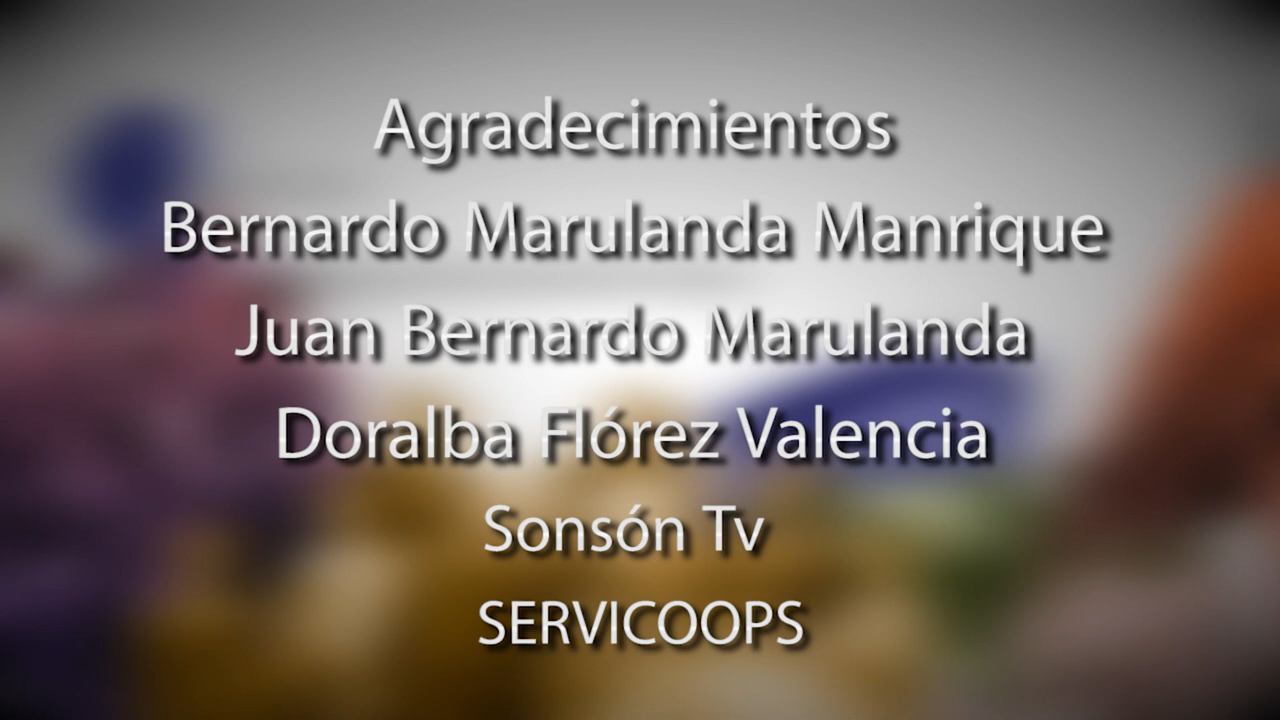 Agradecimientos
Bernardo Marulanda Manrique
Juan Bernardo Marulanda
Doralba Flórez Valencia
Sonsón Tv
SERVICOOPS